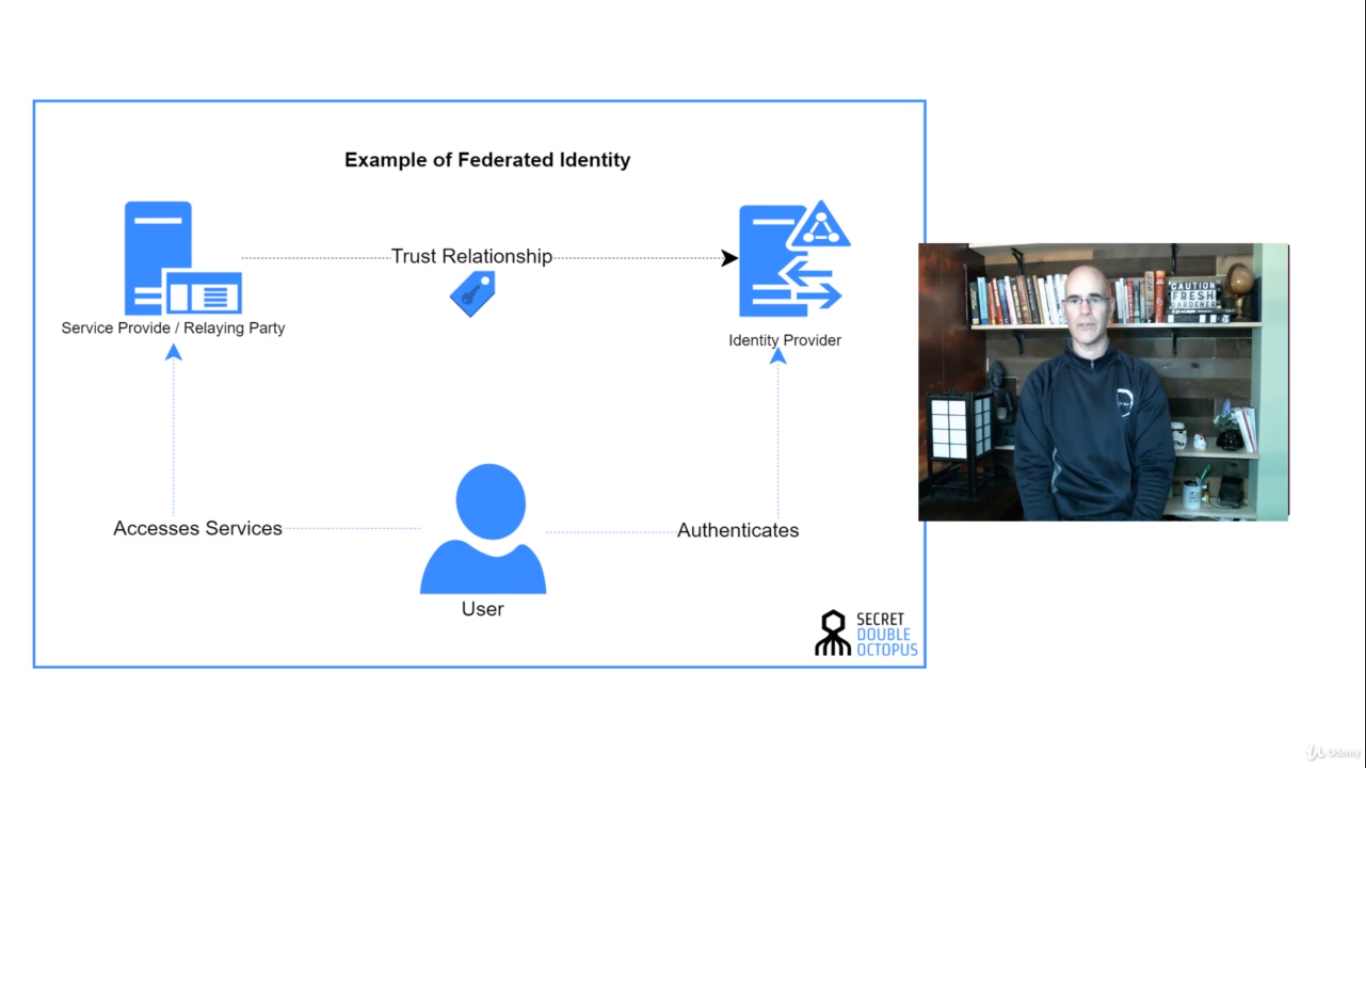 Example of Federated Identity
Trust Relationship
Service Provide / Relaying Party
Identity Provider
Accesses Services
Authenticates
User
SECRET
DOUBLE
OCTOPUS
CAUTION
FRESH
GARDENER
Udemy